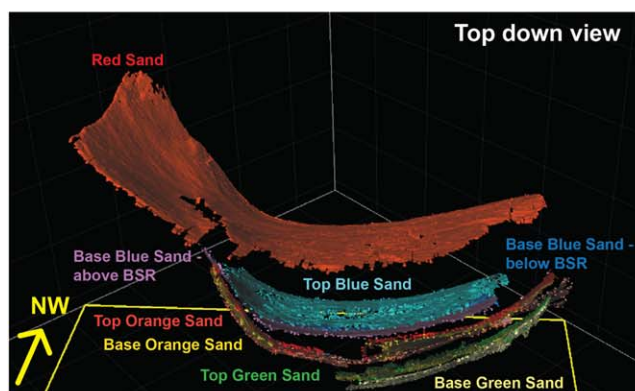 Top down view
Red Sand
Base Blue Sand -
above BSR
Base Blue Sand -
below BSR
Top Blue Sand
NW
Top Orange Sand
Base Orange Sand
Top Green Sand
Base Green Sand